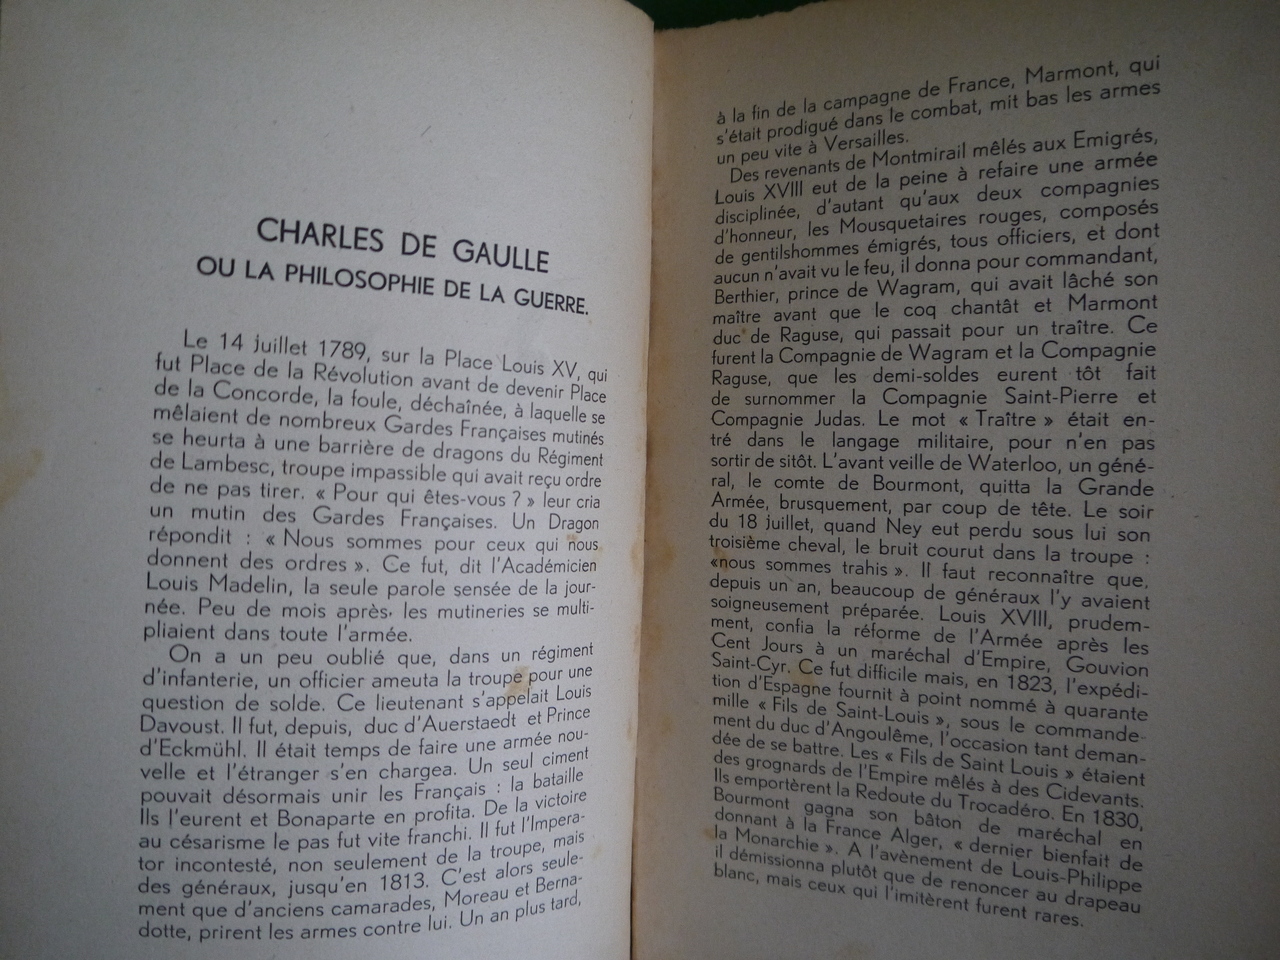 CHARLES DE GAULLE
OU LA PHILOSOPHIE DE LA GUERRE.
Le 14 juillet 1789, sur la Place Louis XV, qui
fut Place de la Révolution avant de devenir Place
de la Concorde, la foule, déchaînée, à laquelle se
mêlaient de nombreux Gardes Françaises mutinés
se heurta à une barrière de dragons du Régiment
de Lambesc, troupe impassible qui avait reçu ordre
de ne pas tirer. « Pour qui êtes-vous ? » leur cria
un mutin des Gardes Françaises. Un Dragon
répondit : « Nous sommes pour ceux qui nous
donnent des ordres ». Ce fut, dit l'Académicien
Louis Madelin, la seule parole sensée de la jour-
née. Peu de mois après, les mutineries se multi-
pliaient dans toute l'armée.
On a un peu oublié que, dans un régiment
d'infanterie, un officier ameuta la troupe pour une
question de solde. Ce lieutenant s'appelait Louis
Davoust. Il fut, depuis, duc d'Auerstaedt et Prince
d'Eckmühl. Il était temps de faire une armée nou-
velle et l'étranger s'en chargea. Un seul ciment
pouvait désormais unir les Français : la bataille
Ils l'eurent et Bonaparte en profita. De la victoire
au césarisme le pas fut vite franchi. Il fut l'Impera-
tor incontesté, non seulement de la troupe, mais
des généraux, jusqu'en 1813. C'est alors seule-
ment que d'anciens camarades, Moreau et Berna-
dotte, prirent les armes contre lui. Un an plus tard,
à la fin de la campagne de France, Marmont, qui
s'était prodigué dans le combat, mit bas les armes
un peu vite à Versailles.
Des revenants de Montmirail mêlés aux Emigrés,
Louis XVIII eut de la peine à refaire une armée
disciplinée, d'autant qu'aux deux compagnies
d'honneur, les Mousquetaires rouges, composés
de gentilshommes émigrés, tous officiers, et dont
aucun n'avait vu le feu, il donna pour commandant,
Berthier, prince de Wagram, qui avait lâché son
maître avant que le coq chantât et Marmont
duc de Raguse, qui passait pour un traître. Ce
furent la Compagnie de Wagram et la Compagnie
Raguse, que les demi-soldes eurent tôt fait
de surnommer la Compagnie Saint-Pierre et
Compagnie Judas. Le mot « Traître » était en-
tré dans le langage militaire, pour n'en pas
sortir de sitôt. L'avant veille de Waterloo, un géné-
ral, le comte de Bourmont, quitta la Grande
Armée, brusquement, par coup de tête. Le soir
du 18 juillet, quand Ney eut perdu sous lui son
troisième cheval, le bruit courut dans la troupe :
«nous sommes trahis ». Il faut reconnaître que,
depuis un an, beaucoup de généraux l'y avaient
soigneusement préparée. Louis XVIII, prudem-
ment, confia la réforme de l'Armée après les
Cent Jours à un maréchal d'Empire, Gouvion
Saint-Cyr. Ce fut difficile mais, en 1823, l'expédi-
tion d'Espagne fournit à point nommé à quarante
mille « Fils de Saint-Louis », sous le commande-
ment du duc d'Angoulême, l'occasion tant deman-
dée de se battre. Les « Fils de Saint Louis » étaient
des grognards de l'Empire mêlés à des Cidevants.
Ils emportèrent la Redoute du Trocadéro. En 1830,
Bourmont gagna son bâton de maréchal en
donnant à la France Alger, « dernier bienfait de
la Monarchie ». A l'avènement de Louis-Philippe
il démissionna plutôt que de renoncer au drapeau
blanc, mais ceux qui l'imitèrent furent rares.